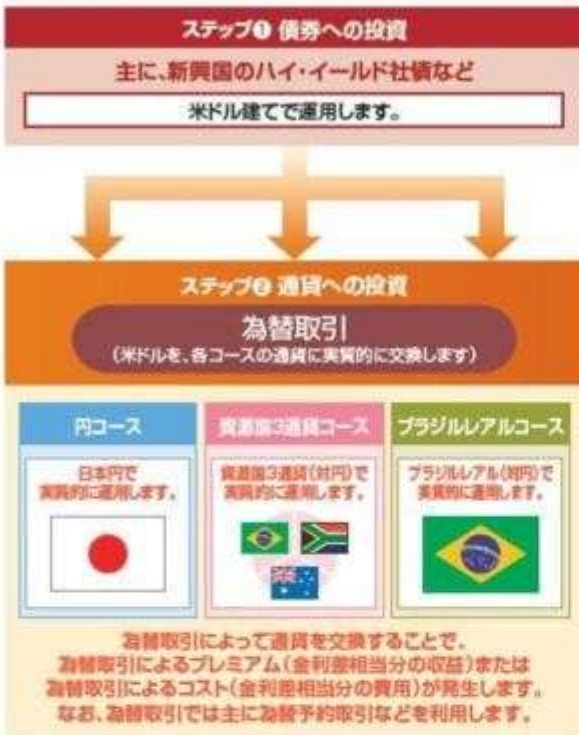 ステップ❶ 債券への投資
主に、新興国のハイ・イールド社債など
米ドル建てで運用します。
ステップ❷ 通貨への投資
為替取引
(米ドルを、各コースの通貨に実質的に交換します)
円コース
資源国3通貨コース
ブラジルレアルコース
日本円で
実質的に運用します。
資源国3通貨(対円)で
実質的に運用します。
ブラジルレアル(対円)で
実質的に運用します。
為替取引によって通貨を交換することで、
為替取引によるプレミアム(金利差相当分の収益)または
為替取引によるコスト(金利差相当分の費用)が発生します。
なお、為替取引では主に為替予約取引などを利用します。